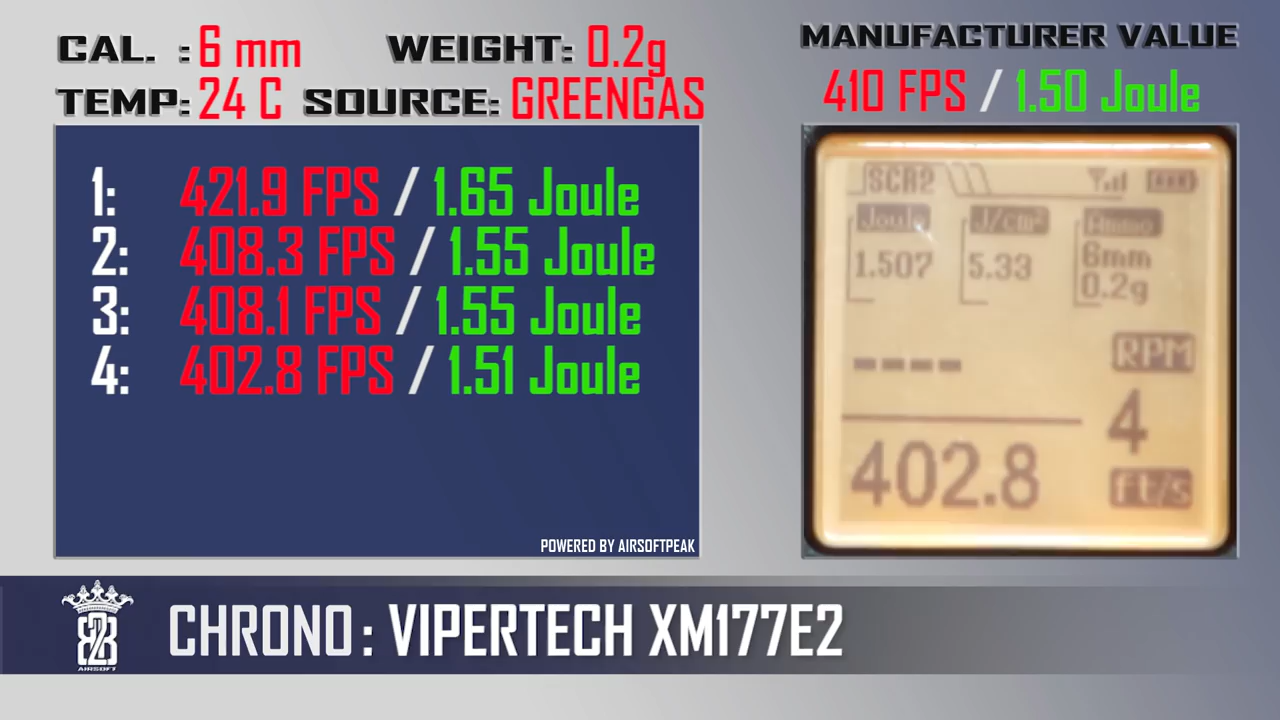 CAL. : 6 mm WEIGHT: 0.2g
TEMP: 24 C SOURCE: GREENGAS
MANUFACTURER VALUE
410 FPS / 1.50 Joule
1: 421.9 FPS / 1.65 Joule
2: 408.3 FPS / 1.55 Joule
3: 408.1 FPS / 1.55 Joule
4: 402.8 FPS / 1.51 Joule
POWERED BY AIRSOFTPEAK
SCR2
Joule J/cm² Ammo
1.507 5.33 6mm
0.2g
---- RPM
4
402.8 ft/s
B2B
AIRSOFT
CHRONO: VIPERTECH XM177E2